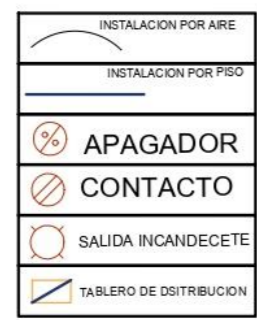 INSTALACION POR AIRE
INSTALACION POR PISO
APAGADOR
CONTACTO
SALIDA INCANDECETE
TABLERO DE DSITRIBUCION